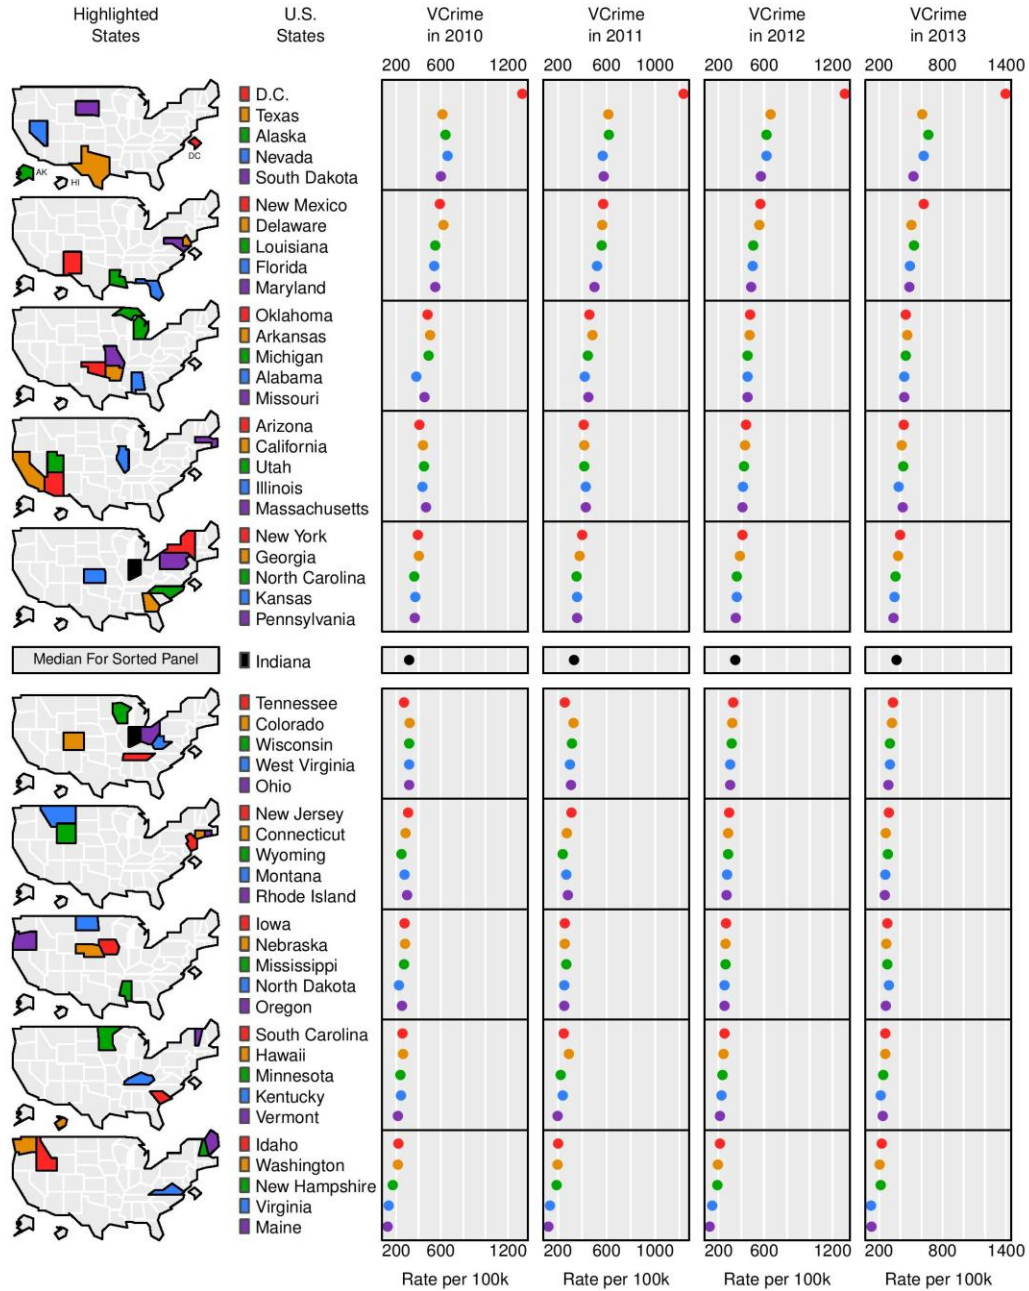 Highlighted
States
U.S.
States
VCrime
in 2010
VCrime
in 2011
VCrime
in 2012
VCrime
in 2013
200 600 1200
200 600 1000
200 600 1200
200 800 1400
D.C.
Texas
Alaska
Nevada
South Dakota
AK
HI
DC
New Mexico
Delaware
Louisiana
Florida
Maryland
Oklahoma
Arkansas
Michigan
Alabama
Missouri
Arizona
California
Utah
Illinois
Massachusetts
New York
Georgia
North Carolina
Kansas
Pennsylvania
Median For Sorted Panel
Indiana
Tennessee
Colorado
Wisconsin
West Virginia
Ohio
New Jersey
Connecticut
Wyoming
Montana
Rhode Island
Iowa
Nebraska
Mississippi
North Dakota
Oregon
South Carolina
Hawaii
Minnesota
Kentucky
Vermont
Idaho
Washington
New Hampshire
Virginia
Maine
200 600 1200
200 600 1000
200 600 1200
200 800 1400
Rate per 100k
Rate per 100k
Rate per 100k
Rate per 100k